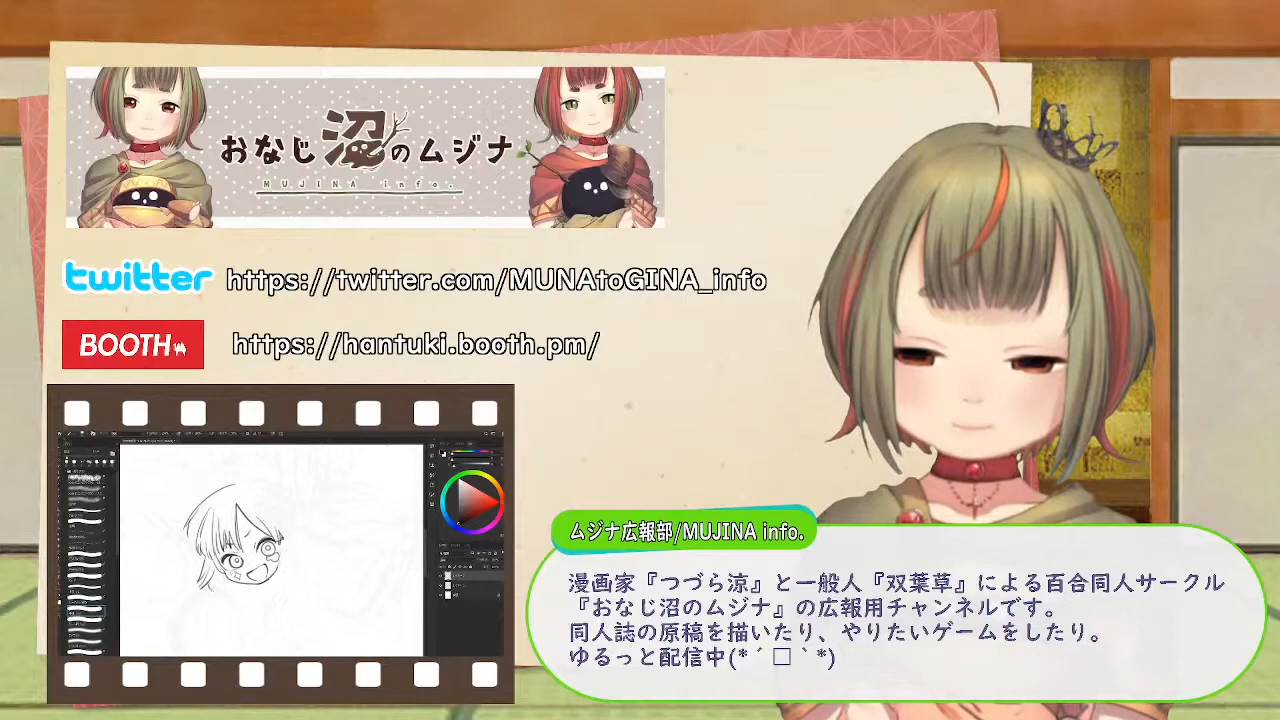 おなじ沼のムジナ
MUJINA info.
twitter https://twitter.com/MUNAtoGINA_info
BOOTH https://hantuki.booth.pm/
ムジナ広報部/MUJINA info.
漫画家『つづら涼』と一般人『双葉草』による百合同人サークル
『おなじ沼のムジナ』の広報用チャンネルです。
同人誌の原稿を描いたり、やりたいゲームをしたり。
ゆるっと配信中(*´□`*)